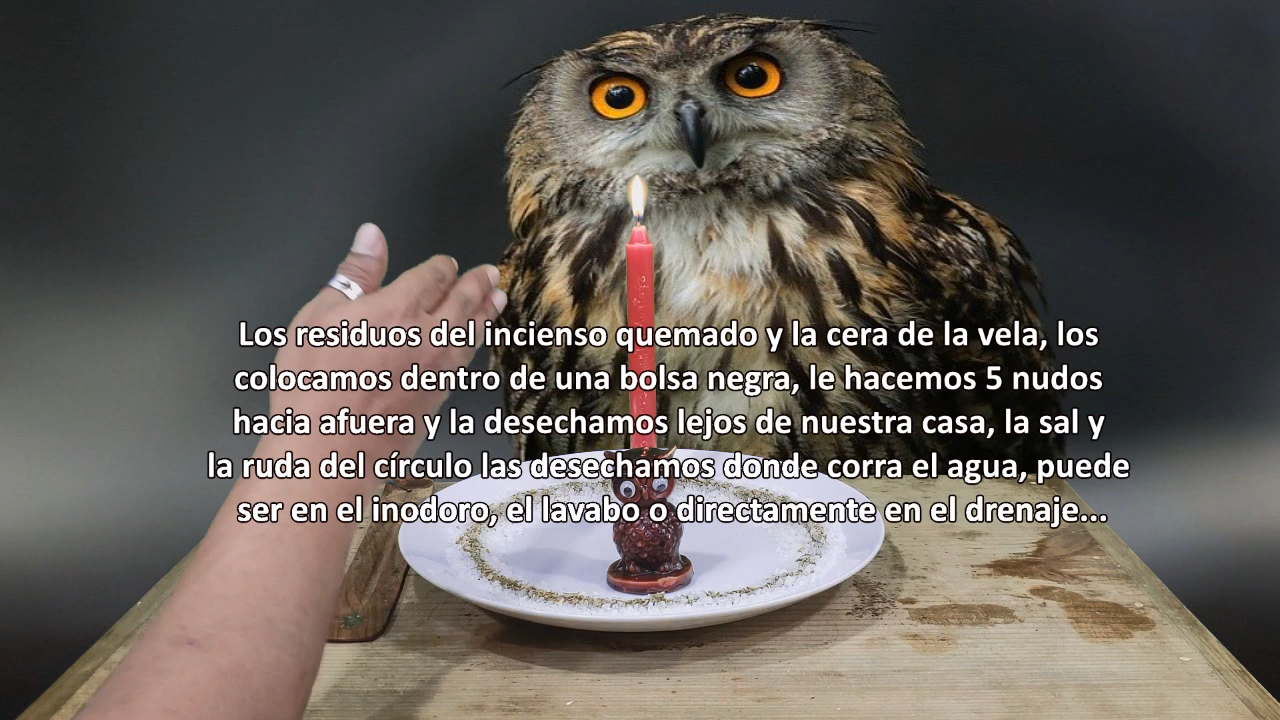 Los residuos del incienso quemado y la cera de la vela, los
colocamos dentro de una bolsa negra, le hacemos 5 nudos
hacia afuera y la desechamos lejos de nuestra casa, la sal y
la ruda del círculo las desechamos donde corra el agua, puede
ser en el inodoro, el lavabo o directamente en el drenaje...